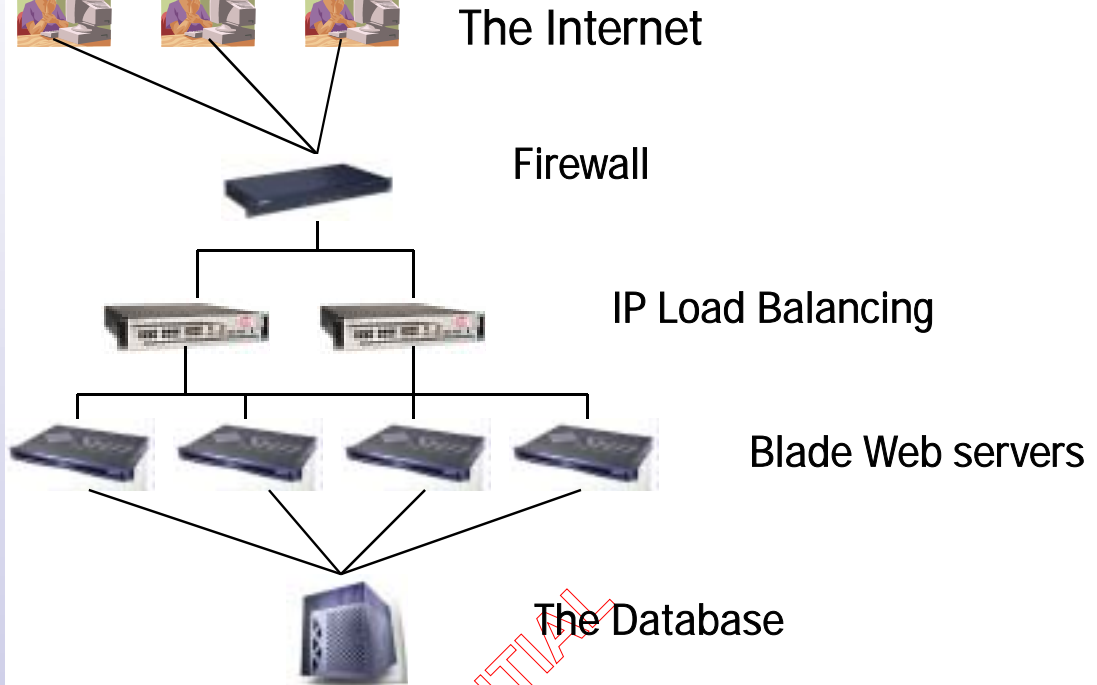 The Internet
Firewall
IP Load Balancing
Blade Web servers
The Database